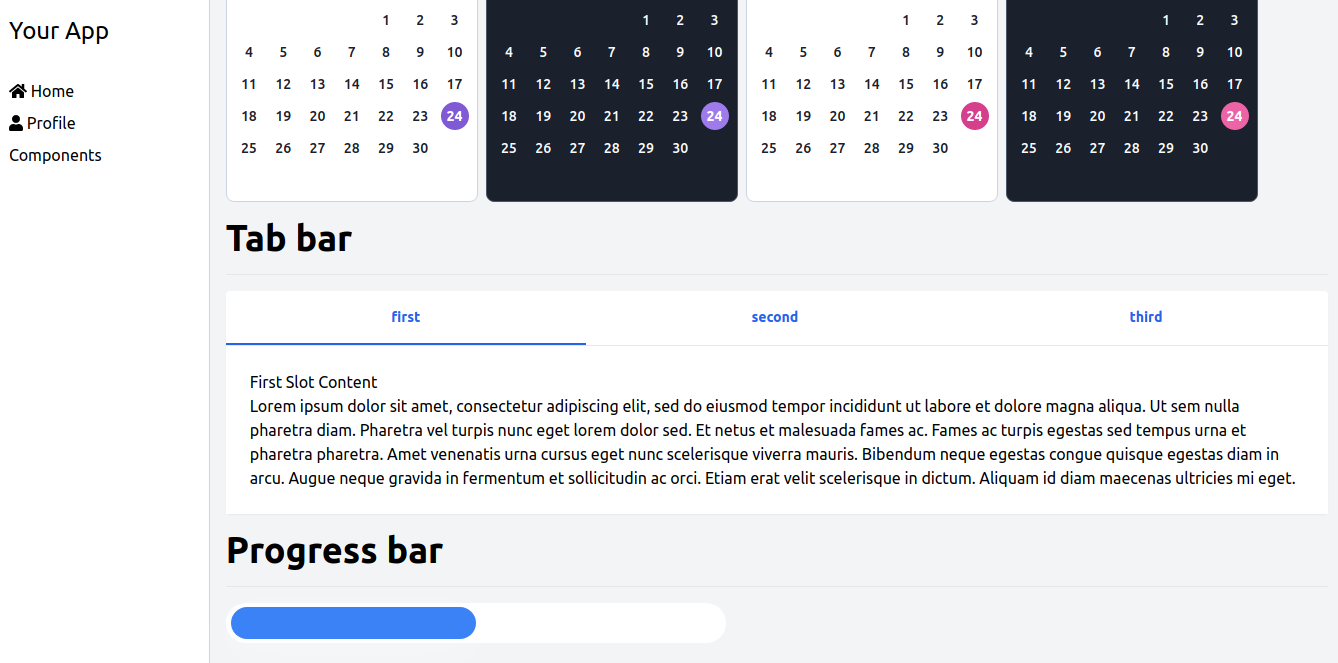 Your App
Home
Profile
Components
1 2 3
4 5 6 7 8 9 10
11 12 13 14 15 16 17
18 19 20 21 22 23 24
25 26 27 28 29 30
1 2 3
4 5 6 7 8 9 10
11 12 13 14 15 16 17
18 19 20 21 22 23 24
25 26 27 28 29 30
1 2 3
4 5 6 7 8 9 10
11 12 13 14 15 16 17
18 19 20 21 22 23 24
25 26 27 28 29 30
1 2 3
4 5 6 7 8 9 10
11 12 13 14 15 16 17
18 19 20 21 22 23 24
25 26 27 28 29 30
Tab bar
first second third
First Slot Content
Lorem ipsum dolor sit amet, consectetur adipiscing elit, sed do eiusmod tempor incididunt ut labore et dolore magna aliqua. Ut sem nulla
pharetra diam. Pharetra vel turpis nunc eget lorem dolor sed. Et netus et malesuada fames ac. Fames ac turpis egestas sed tempus urna et
pharetra pharetra. Amet venenatis urna cursus eget nunc scelerisque viverra mauris. Bibendum neque egestas congue quisque egestas diam in
arcu. Augue neque gravida in fermentum et sollicitudin ac orci. Etiam erat velit scelerisque in dictum. Aliquam id diam maecenas ultricies mi eget.
Progress bar